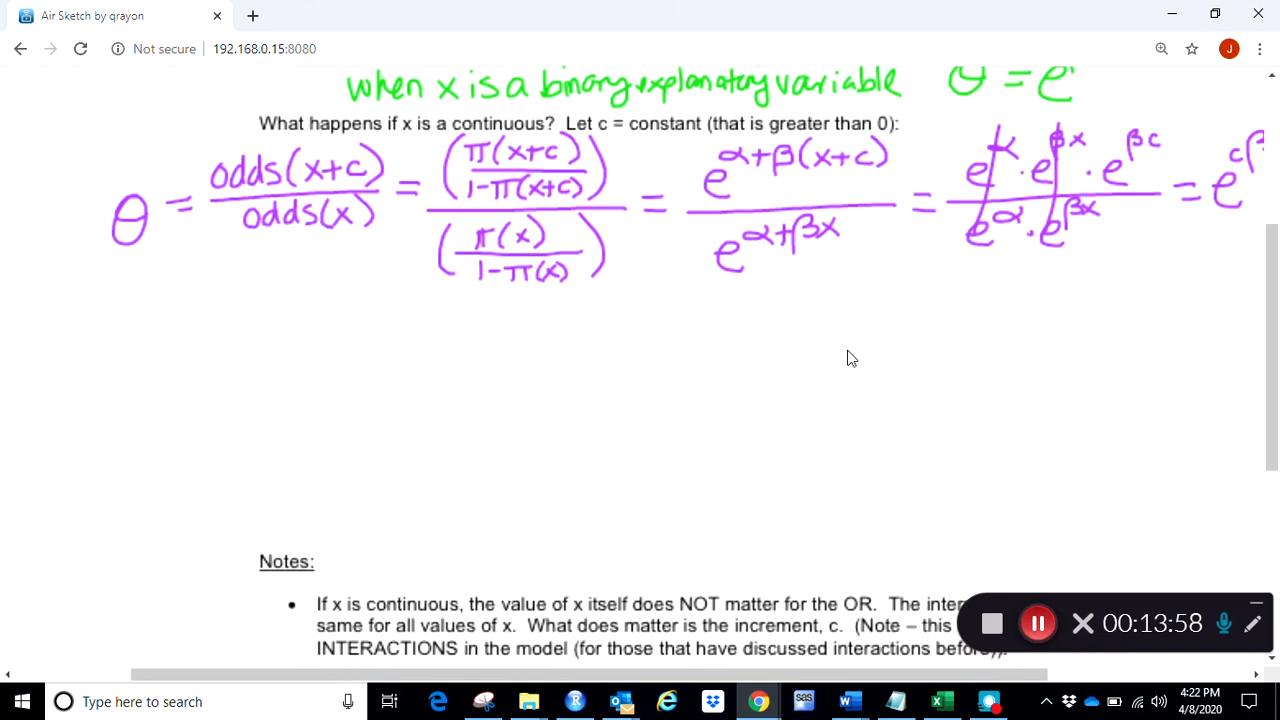 Air Sketch by qrayon
Not secure 192.168.0.15:8080
J
when x is a binary explanatory variable θ = e
What happens if x is a continuous? Let c = constant (that is greater than 0):
θ = odds(x+c) / odds(x) = (π(x+c) / 1-π(x+c)) / (π(x) / 1-π(x)) = e^α+β(x+c) / e^α+βx = e^α · e^βx · e^βc / e^α · e^βx = e^cβ
Notes:
• If x is continuous, the value of x itself does NOT matter for the OR. The
same for all values of x. What does matter is the increment, c. (Note – this
INTERACTIONS in the model (for those that have discussed interactions before)).
00:13:58
Type here to search
sas
4:22 PM
4/8/2020